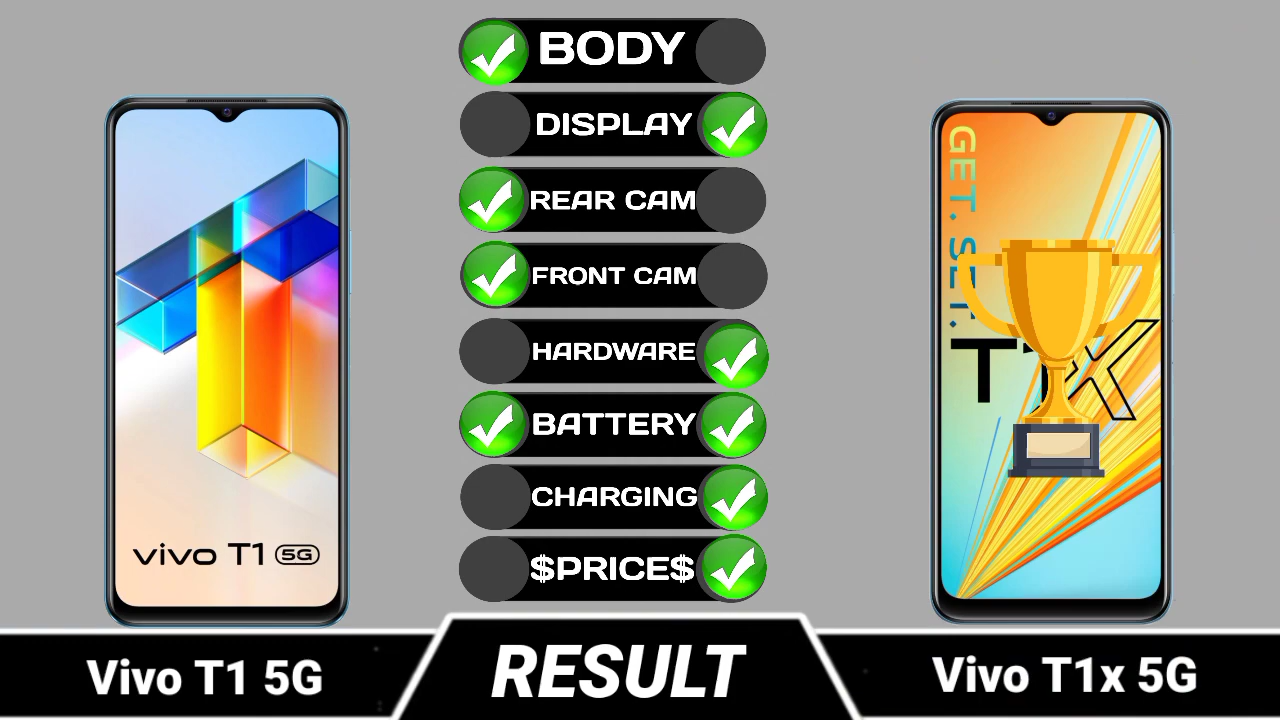 BODY
DISPLAY
REAR CAM
FRONT CAM
HARDWARE
BATTERY
CHARGING
$PRICE$
vivo T1 5G
GET. SET.
T1X
Vivo T1 5G
RESULT
Vivo T1x 5G